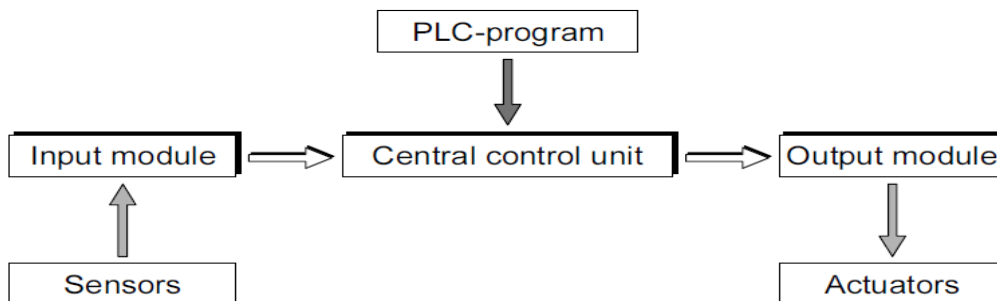 PLC-program
Input module
Central control unit
Output module
Sensors
Actuators